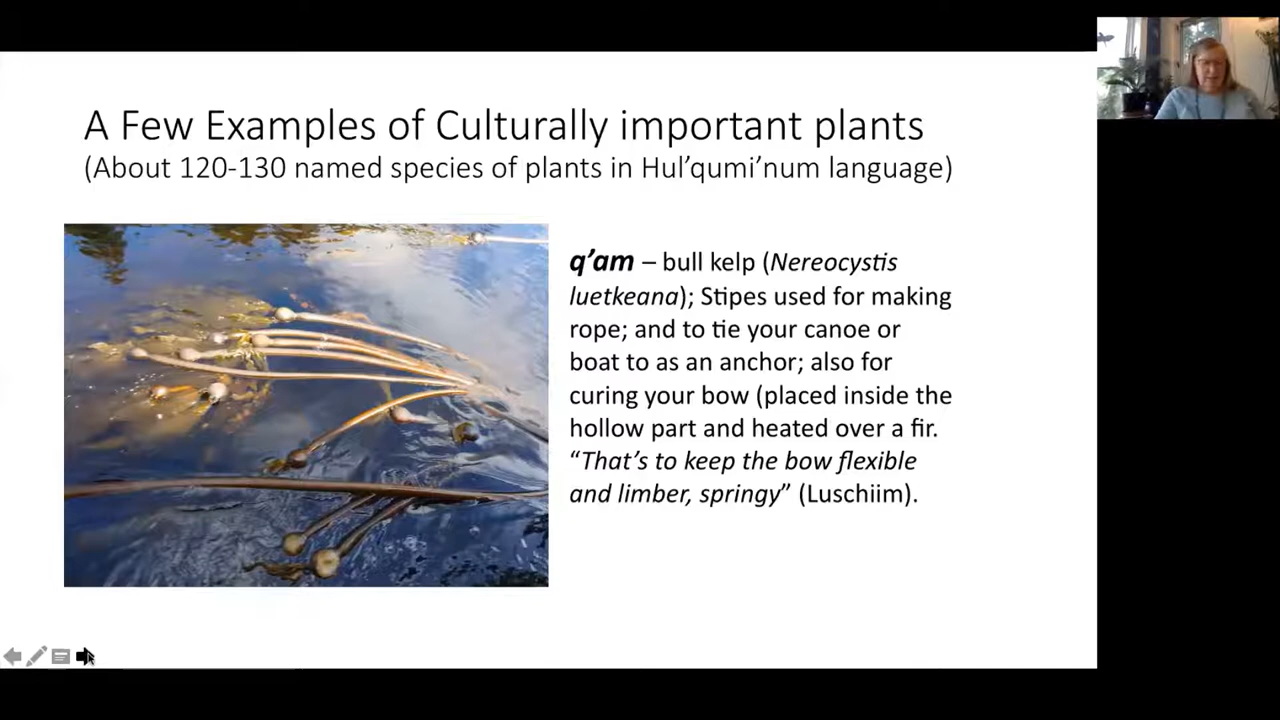 A Few Examples of Culturally important plants
(About 120-130 named species of plants in Hul’qumi’num language)
q’am – bull kelp (Nereocystis
luetkeana); Stipes used for making
rope; and to tie your canoe or
boat to as an anchor; also for
curing your bow (placed inside the
hollow part and heated over a fir.
“That’s to keep the bow flexible
and limber, springy” (Luschiim).